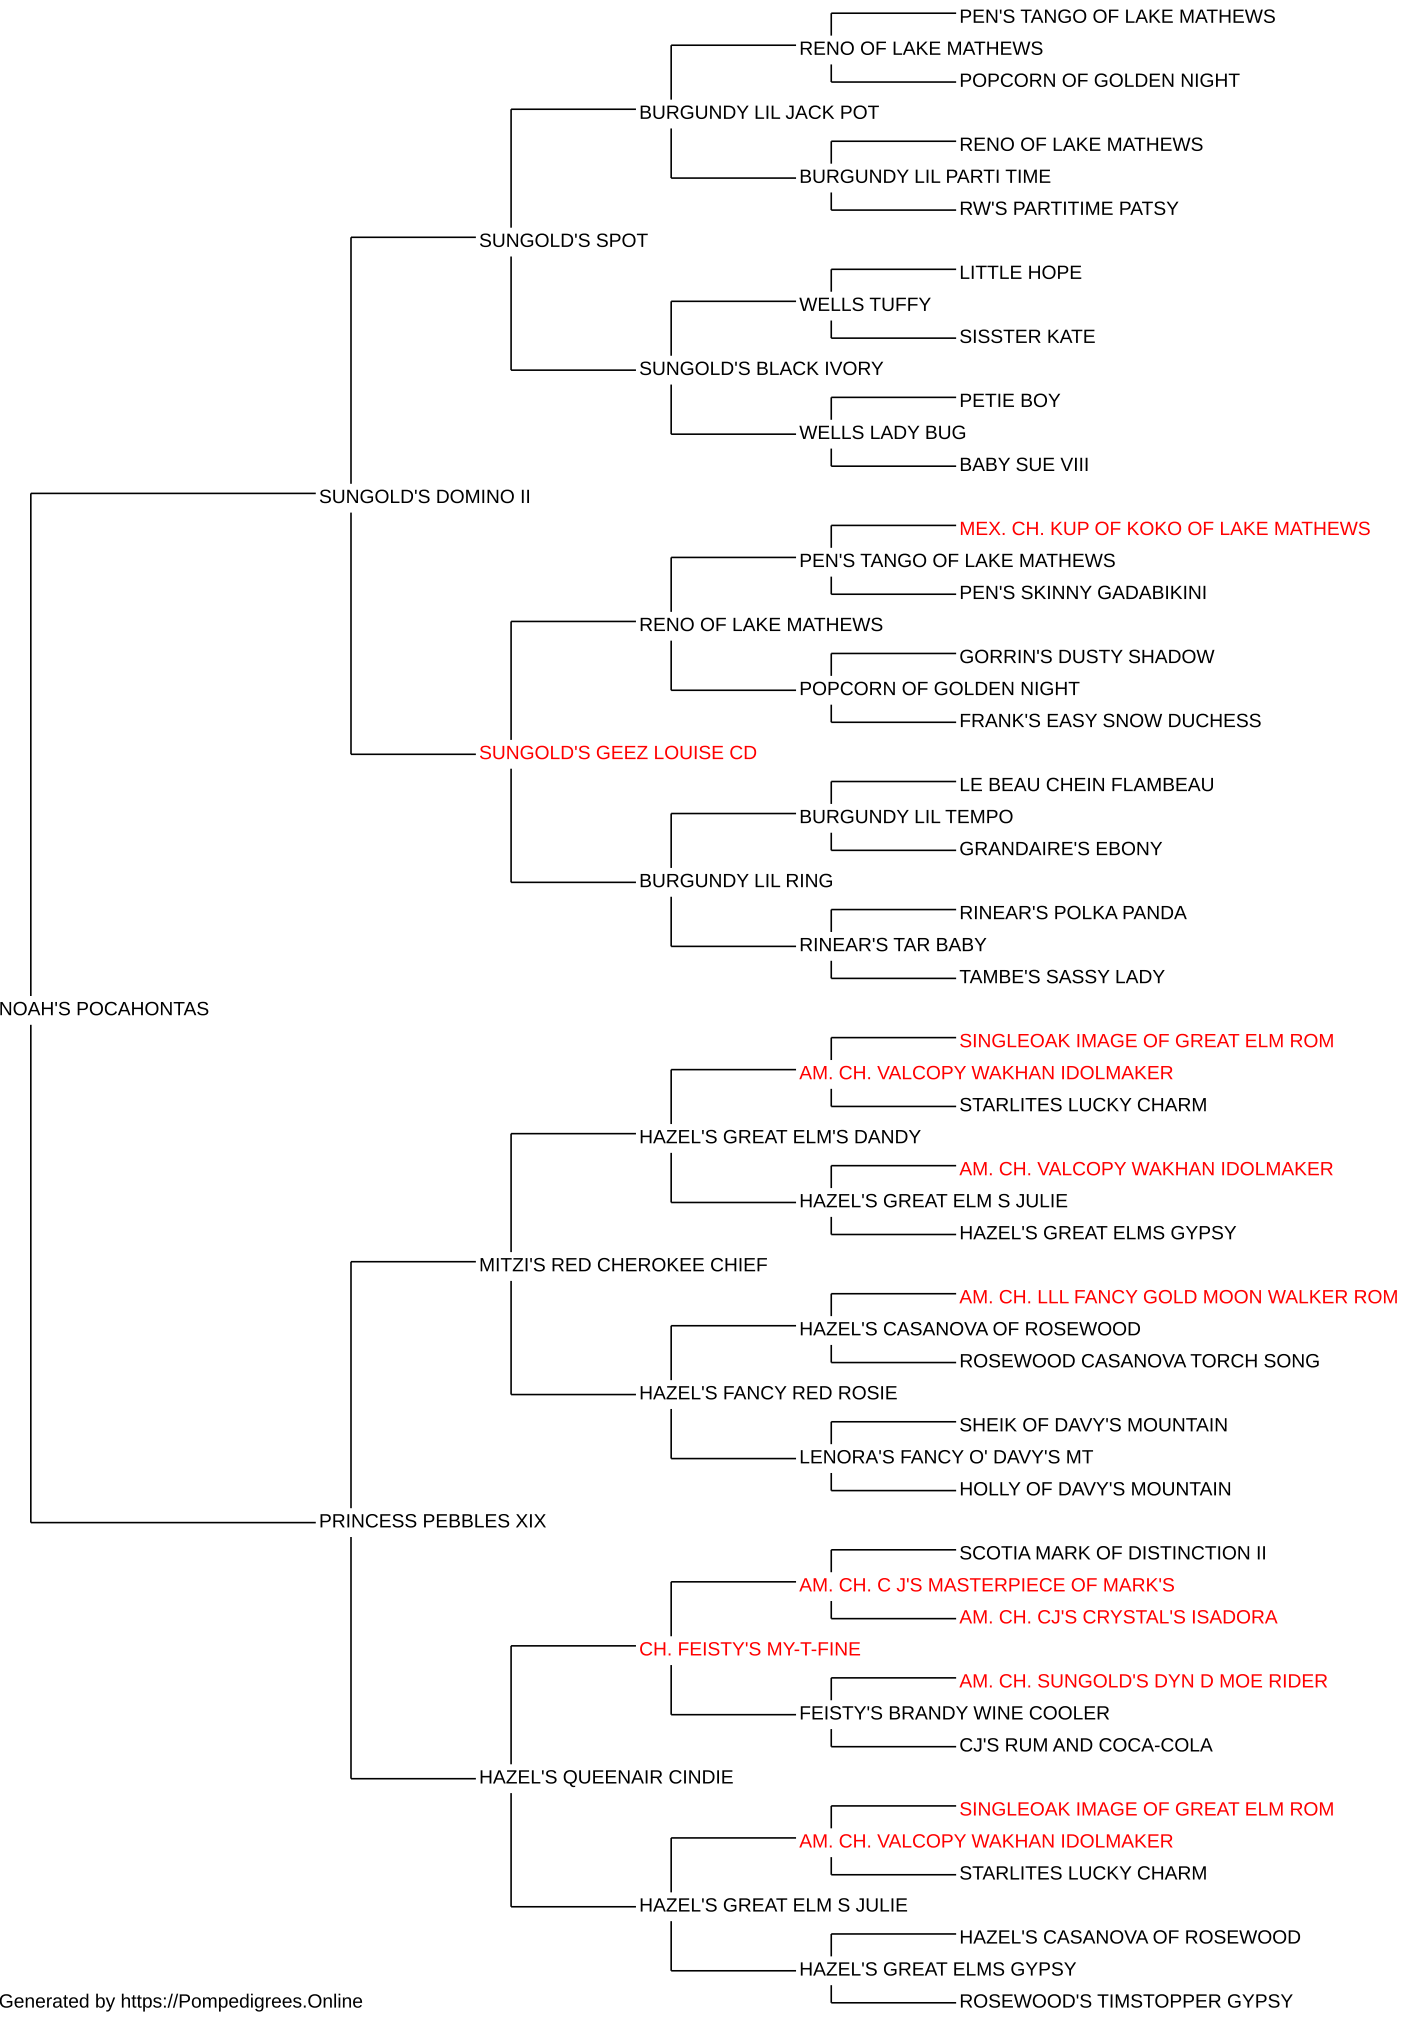 PEN'S TANGO OF LAKE MATHEWS
RENO OF LAKE MATHEWS
POPCORN OF GOLDEN NIGHT
BURGUNDY LIL JACK POT
RENO OF LAKE MATHEWS
BURGUNDY LIL PARTI TIME
RW'S PARTITIME PATSY
SUNGOLD'S SPOT
LITTLE HOPE
WELLS TUFFY
SISSTER KATE
SUNGOLD'S BLACK IVORY
PETIE BOY
WELLS LADY BUG
BABY SUE VIII
SUNGOLD'S DOMINO II
MEX. CH. KUP OF KOKO OF LAKE MATHEWS
PEN'S TANGO OF LAKE MATHEWS
PEN'S SKINNY GADABIKINI
RENO OF LAKE MATHEWS
GORRIN'S DUSTY SHADOW
POPCORN OF GOLDEN NIGHT
FRANK'S EASY SNOW DUCHESS
SUNGOLD'S GEEZ LOUISE CD
LE BEAU CHEIN FLAMBEAU
BURGUNDY LIL TEMPO
GRANDAIRE'S EBONY
BURGUNDY LIL RING
RINEAR'S POLKA PANDA
RINEAR'S TAR BABY
TAMBE'S SASSY LADY
NOAH'S POCAHONTAS
SINGLEOAK IMAGE OF GREAT ELM ROM
AM. CH. VALCOPY WAKHAN IDOLMAKER
STARLITES LUCKY CHARM
HAZEL'S GREAT ELM'S DANDY
AM. CH. VALCOPY WAKHAN IDOLMAKER
HAZEL'S GREAT ELM S JULIE
HAZEL'S GREAT ELMS GYPSY
MITZI'S RED CHEROKEE CHIEF
AM. CH. LLL FANCY GOLD MOON WALKER ROM
HAZEL'S CASANOVA OF ROSEWOOD
ROSEWOOD CASANOVA TORCH SONG
HAZEL'S FANCY RED ROSIE
SHEIK OF DAVY'S MOUNTAIN
LENORA'S FANCY O' DAVY'S MT
HOLLY OF DAVY'S MOUNTAIN
PRINCESS PEBBLES XIX
SCOTIA MARK OF DISTINCTION II
AM. CH. C J'S MASTERPIECE OF MARK'S
AM. CH. CJ'S CRYSTAL'S ISADORA
CH. FEISTY'S MY-T-FINE
AM. CH. SUNGOLD'S DYN D MOE RIDER
FEISTY'S BRANDY WINE COOLER
CJ'S RUM AND COCA-COLA
HAZEL'S QUEENAIR CINDIE
SINGLEOAK IMAGE OF GREAT ELM ROM
AM. CH. VALCOPY WAKHAN IDOLMAKER
STARLITES LUCKY CHARM
HAZEL'S GREAT ELM S JULIE
HAZEL'S CASANOVA OF ROSEWOOD
HAZEL'S GREAT ELMS GYPSY
ROSEWOOD'S TIMSTOPPER GYPSY
Generated by https://Pompedigrees.Online